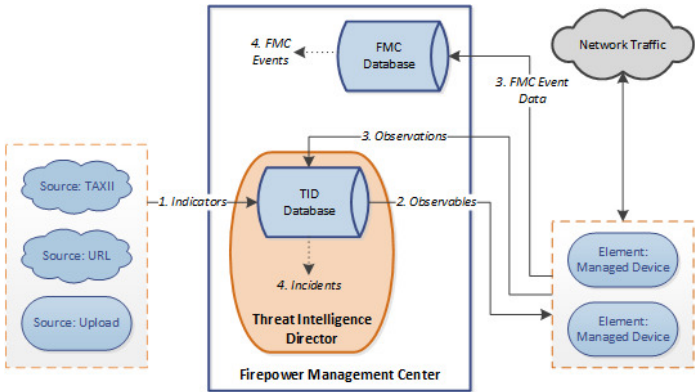 4. FMC
Events
FMC
Database
Network Traffic
3. FMC Event
Data
3. Observations
Source: TAXII
1. Indicators
TID
Database
2. Observables
Source: URL
Element:
Managed Device
4. Incidents
Source: Upload
Threat Intelligence
Director
Element:
Managed Device
Firepower Management Center